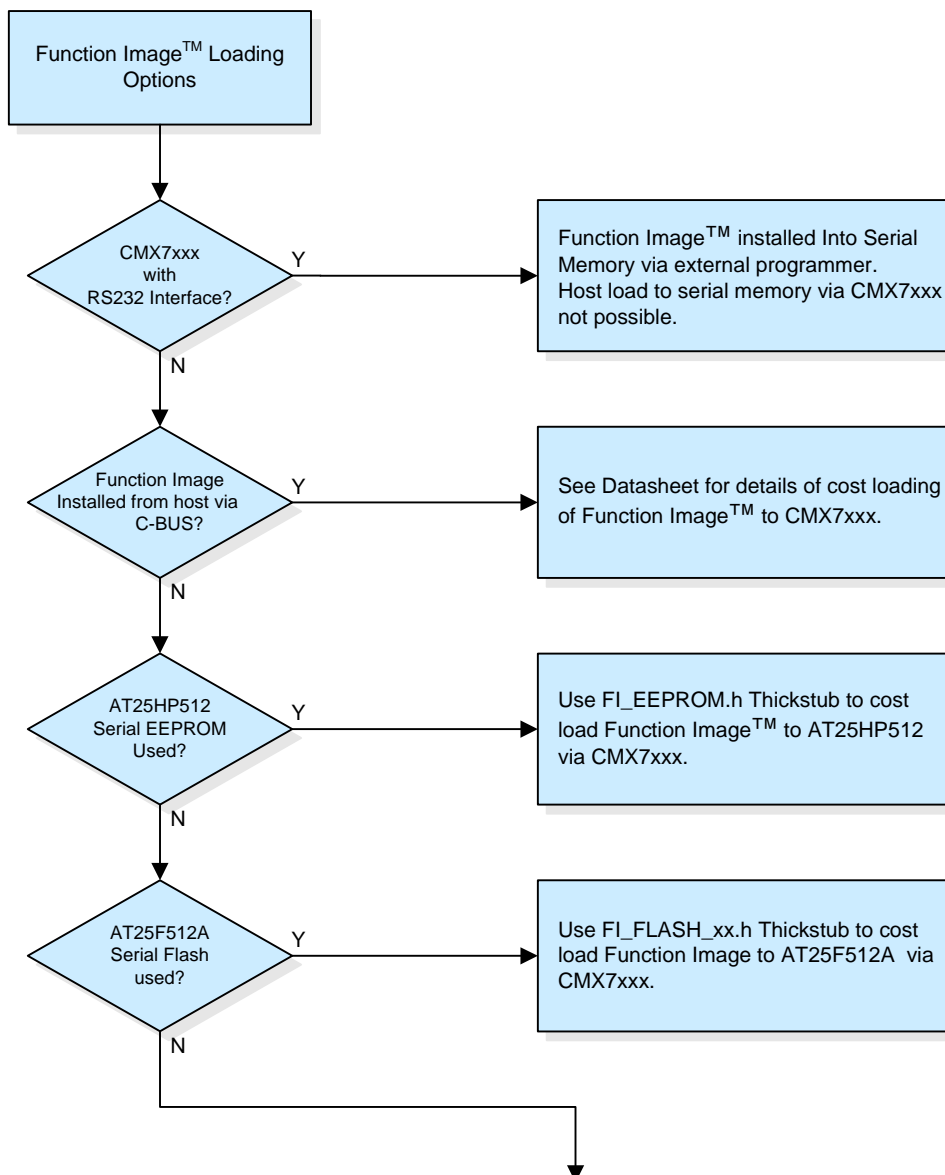 Function Image™ Loading
Options
CMX7xxx
with
RS232 Interface?
Y
Function Image™ installed Into Serial
Memory via external programmer.
Host load to serial memory via CMX7xxx
not possible.
N
Function Image
Installed from host via
C-BUS?
Y
See Datasheet for details of cost loading
of Function Image™ to CMX7xxx.
N
AT25HP512
Serial EEPROM
Used?
Y
Use FI_EEPROM.h Thickstub to cost
load Function Image™ to AT25HP512
via CMX7xxx.
N
AT25F512A
Serial Flash
used?
Y
Use FI_FLASH_xx.h Thickstub to cost
load Function Image to AT25F512A via
CMX7xxx.
N